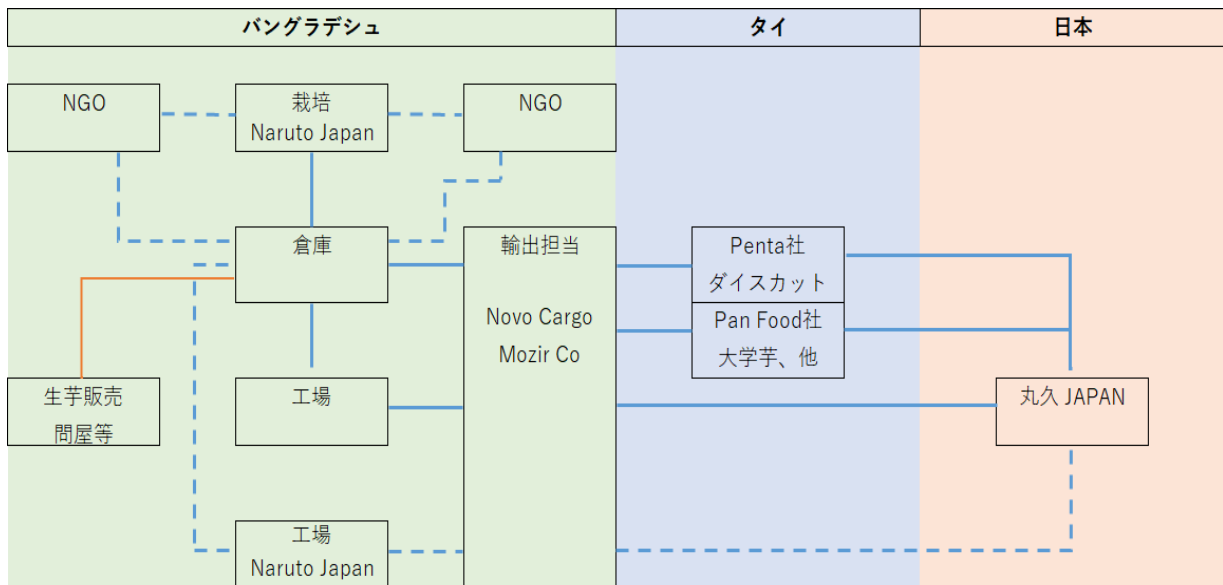 バングラデシュ
タイ
日本
NGO
栽培
Naruto Japan
NGO
倉庫
輸出担当
Novo Cargo
Mozir Co
Penta社
ダイスカット
Pan Food社
大学芋、他
生芋販売
問屋等
工場
丸久 JAPAN
工場
Naruto Japan